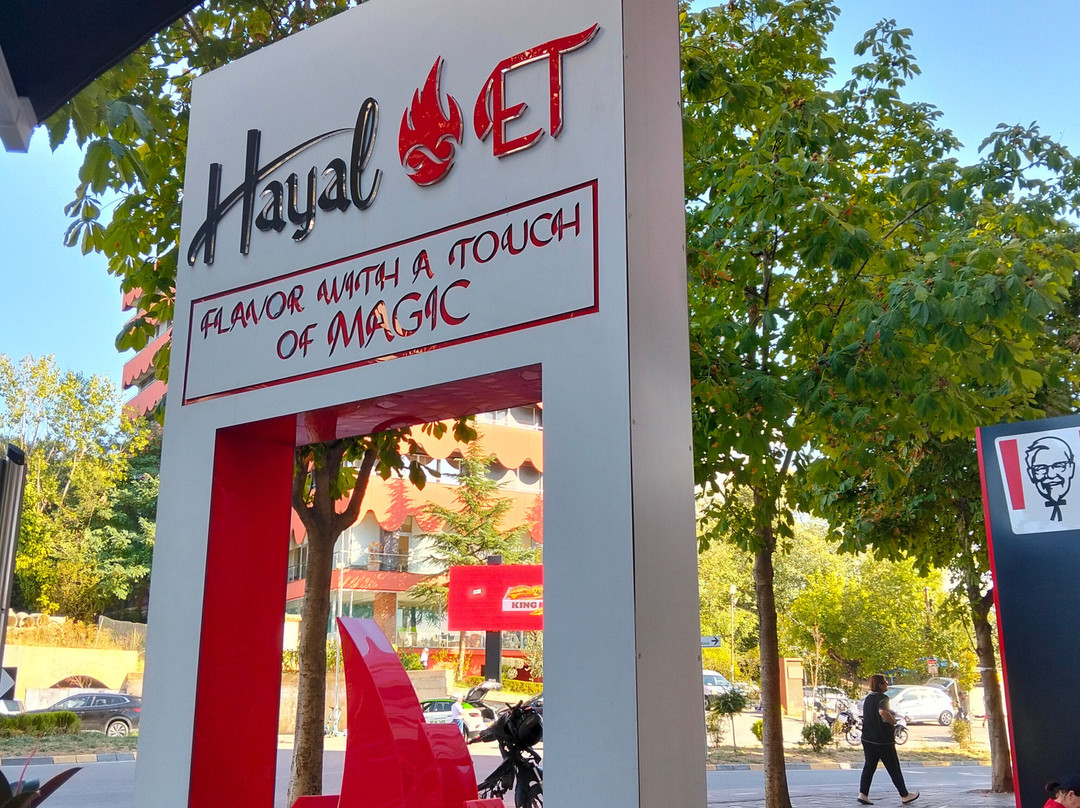 Hayal ET
FLAVOR WITH A TOUCH
OF MAGIC
KING